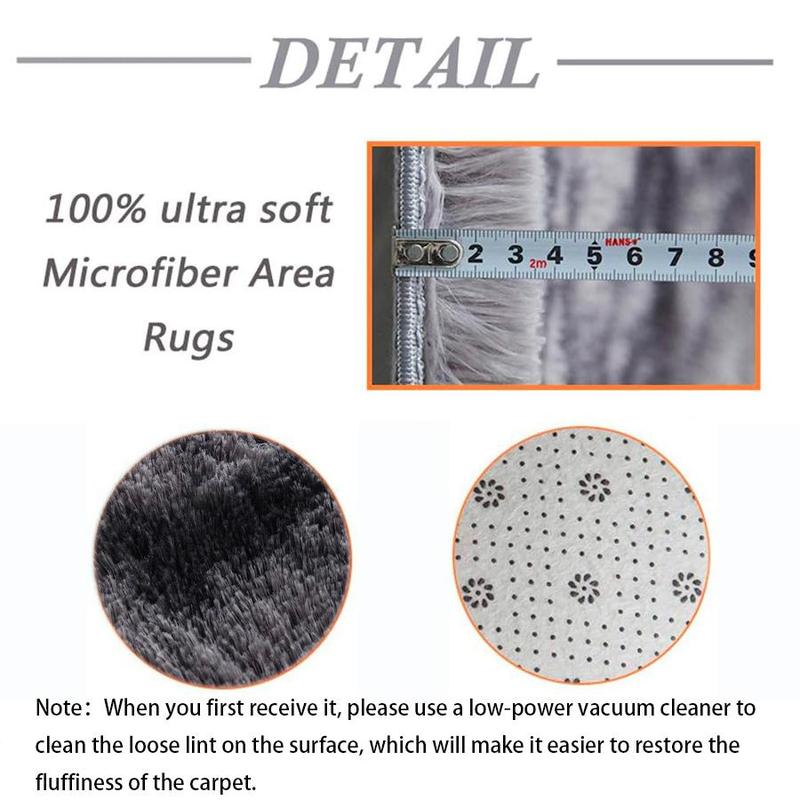 DETAIL
100% ultra soft
Microfiber Area
Rugs
HANS
2 3 2m 4 5 6 7 8 9
Note: When you first receive it, please use a low-power vacuum cleaner to
clean the loose lint on the surface, which will make it easier to restore the
fluffiness of the carpet.